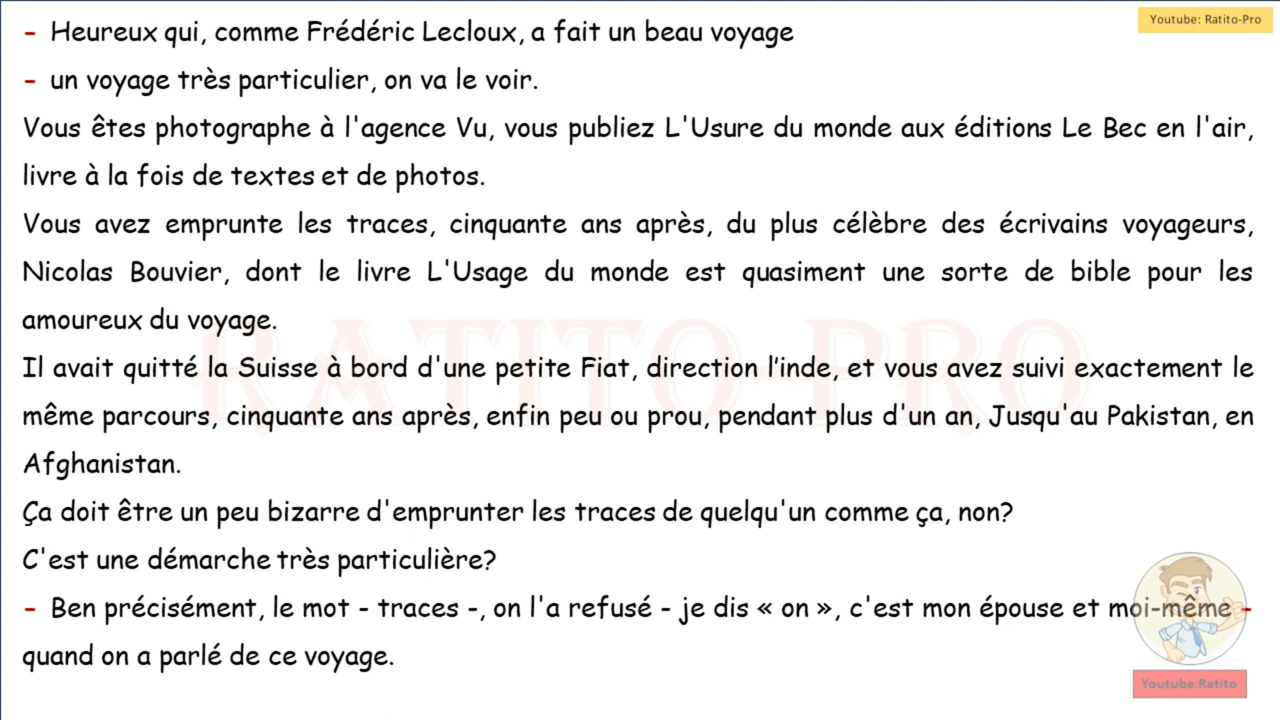 Youtube: Ratito-Pro
- Heureux qui, comme Frédéric Lecloux, a fait un beau voyage
- un voyage très particulier, on va le voir.
Vous êtes photographe à l'agence Vu, vous publiez L'Usure du monde aux éditions Le Bec en l'air,
livre à la fois de textes et de photos.
Vous avez emprunte les traces, cinquante ans après, du plus célèbre des écrivains voyageurs,
Nicolas Bouvier, dont le livre L'Usage du monde est quasiment une sorte de bible pour les
amoureux du voyage.
RATITO-PRO
Il avait quitté la Suisse à bord d'une petite Fiat, direction l'inde, et vous avez suivi exactement le
même parcours, cinquante ans après, enfin peu ou prou, pendant plus d'un an, Jusqu'au Pakistan, en
Afghanistan.
Ça doit être un peu bizarre d'emprunter les traces de quelqu'un comme ça, non?
C'est une démarche très particulière?
- Ben précisément, le mot - traces -, on l'a refusé - je dis « on », c'est mon épouse et moi-même -
quand on a parlé de ce voyage.
Youtube:Ratito